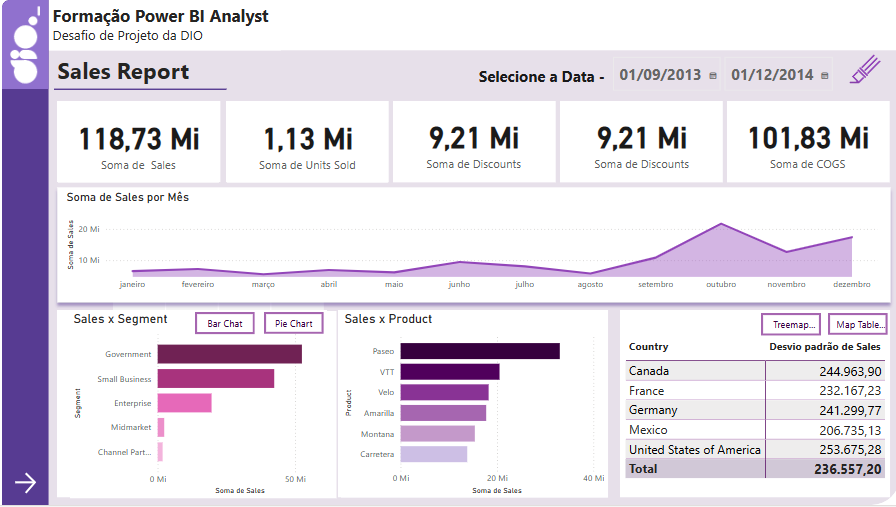 Formação Power BI Analyst
Desafio de Projeto da DIO
Sales Report
Selecione a Data -
01/09/2013
01/12/2014
118,73 Mi
Soma de Sales
1,13 Mi
Soma de Units Sold
9,21 Mi
Soma de Discounts
9,21 Mi
Soma de Discounts
101,83 Mi
Soma de COGS
Soma de Sales por Mês
Soma de Sales
20 Mi
10 Mi
janeiro fevereiro março abril maio junho julho agosto setembro outubro novembro dezembro
Sales x Segment
Bar Chat
Pie Chart
Segment
Government
Small Business
Enterprise
Midmarket
Channel Part...
0 Mi 50 Mi
Soma de Sales
Sales x Product
Product
Paseo
VTT
Velo
Amarilla
Montana
Carretera
0 Mi 20 Mi 40 Mi
Soma de Sales
Treemap...
Map Table...
Country Desvio padrão de Sales
Canada 244.963,90
France 232.167,23
Germany 241.299,77
Mexico 206.735,13
United States of America 253.675,28
Total 236.557,20